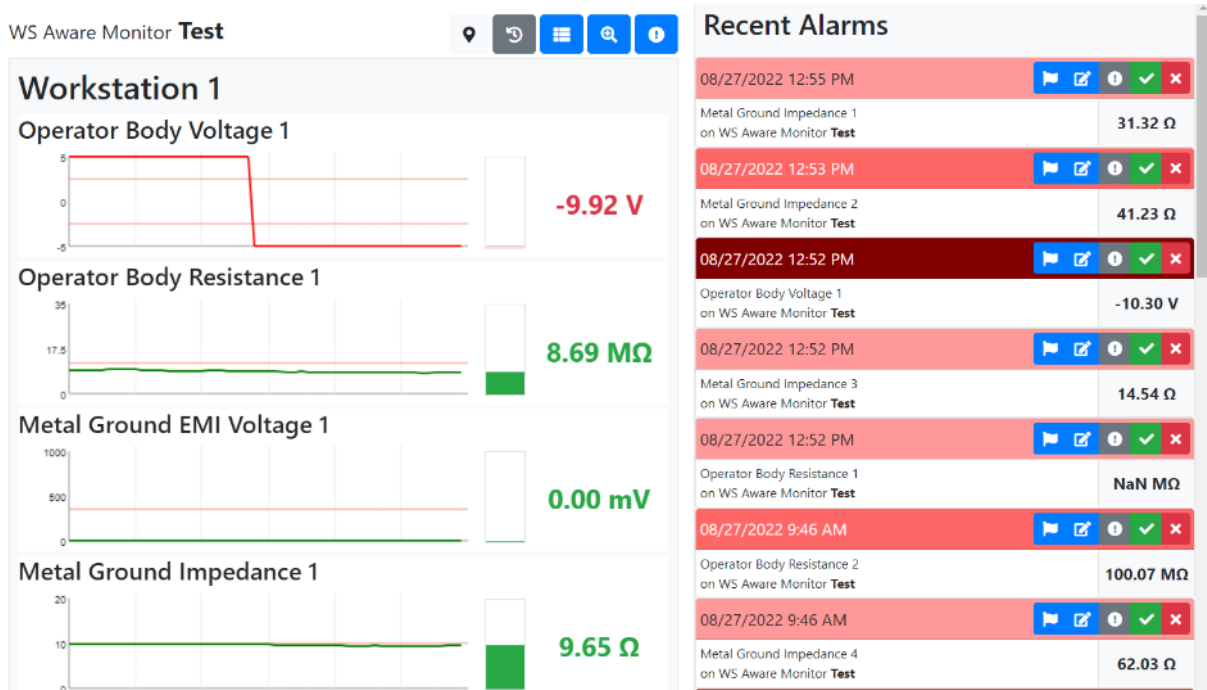 WS Aware Monitor Test
Workstation 1
Operator Body Voltage 1
5
0
-5
-9.92 V
Operator Body Resistance 1
35
17.5
0
8.69 MΩ
Metal Ground EMI Voltage 1
1000
500
0
0.00 mV
Metal Ground Impedance 1
20
10
0
9.65 Ω
Recent Alarms
08/27/2022 12:55 PM
Metal Ground Impedance 1
on WS Aware Monitor Test
31.32 Ω
08/27/2022 12:53 PM
Metal Ground Impedance 2
on WS Aware Monitor Test
41.23 Ω
08/27/2022 12:52 PM
Operator Body Voltage 1
on WS Aware Monitor Test
-10.30 V
08/27/2022 12:52 PM
Metal Ground Impedance 3
on WS Aware Monitor Test
14.54 Ω
08/27/2022 12:52 PM
Operator Body Resistance 1
on WS Aware Monitor Test
NaN MΩ
08/27/2022 9:46 AM
Operator Body Resistance 2
on WS Aware Monitor Test
100.07 MΩ
08/27/2022 9:46 AM
Metal Ground Impedance 4
on WS Aware Monitor Test
62.03 Ω